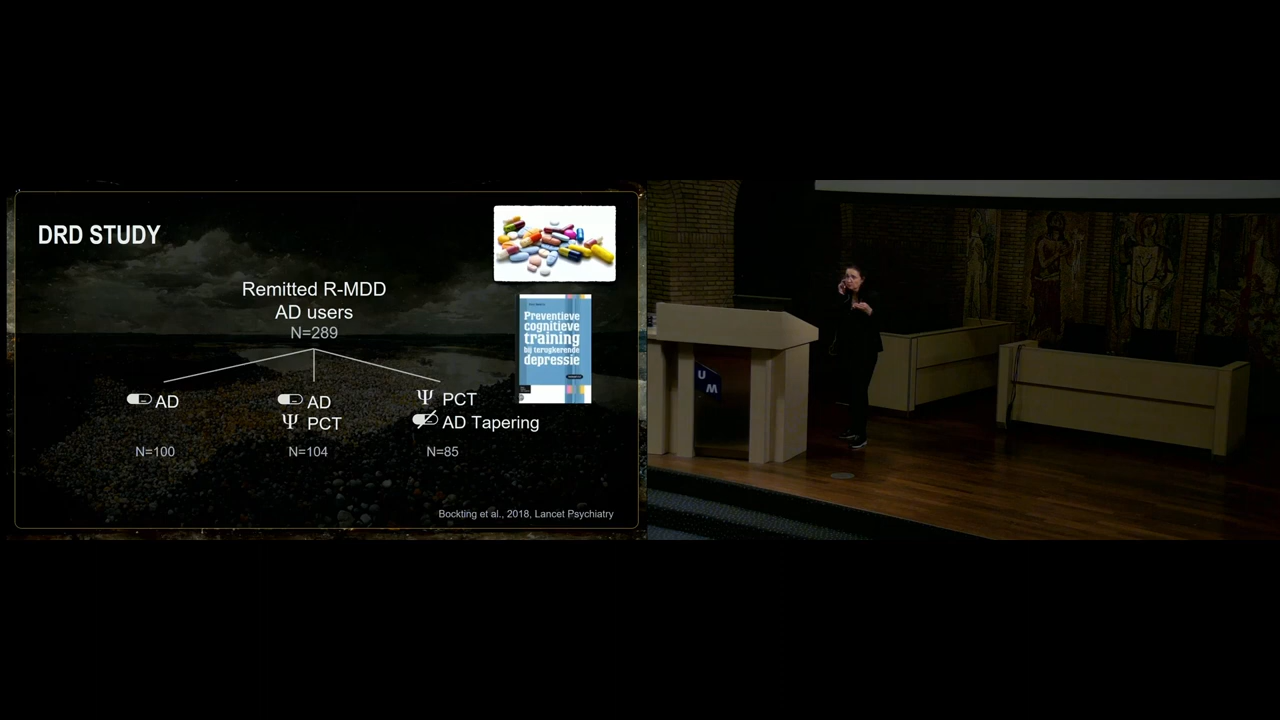 DRD STUDY
Remitted R-MDD
AD users
N=289
AD
AD
Ψ PCT
Ψ PCT
AD Tapering
N=100
N=104
N=85
Preventieve
cognitieve
training
bij terugkerende
depressie
Bockting et al., 2018, Lancet Psychiatry
U
M